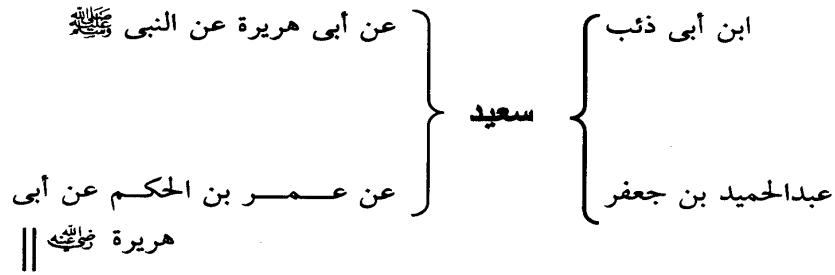 ابن أبى ذئب
عن أبى هريرة عن النبى ﷺ
سعيد
عبدالحميد بن جعفر
عن عمر بن الحكم عن أبى
هريرة رضي الله عنه ||